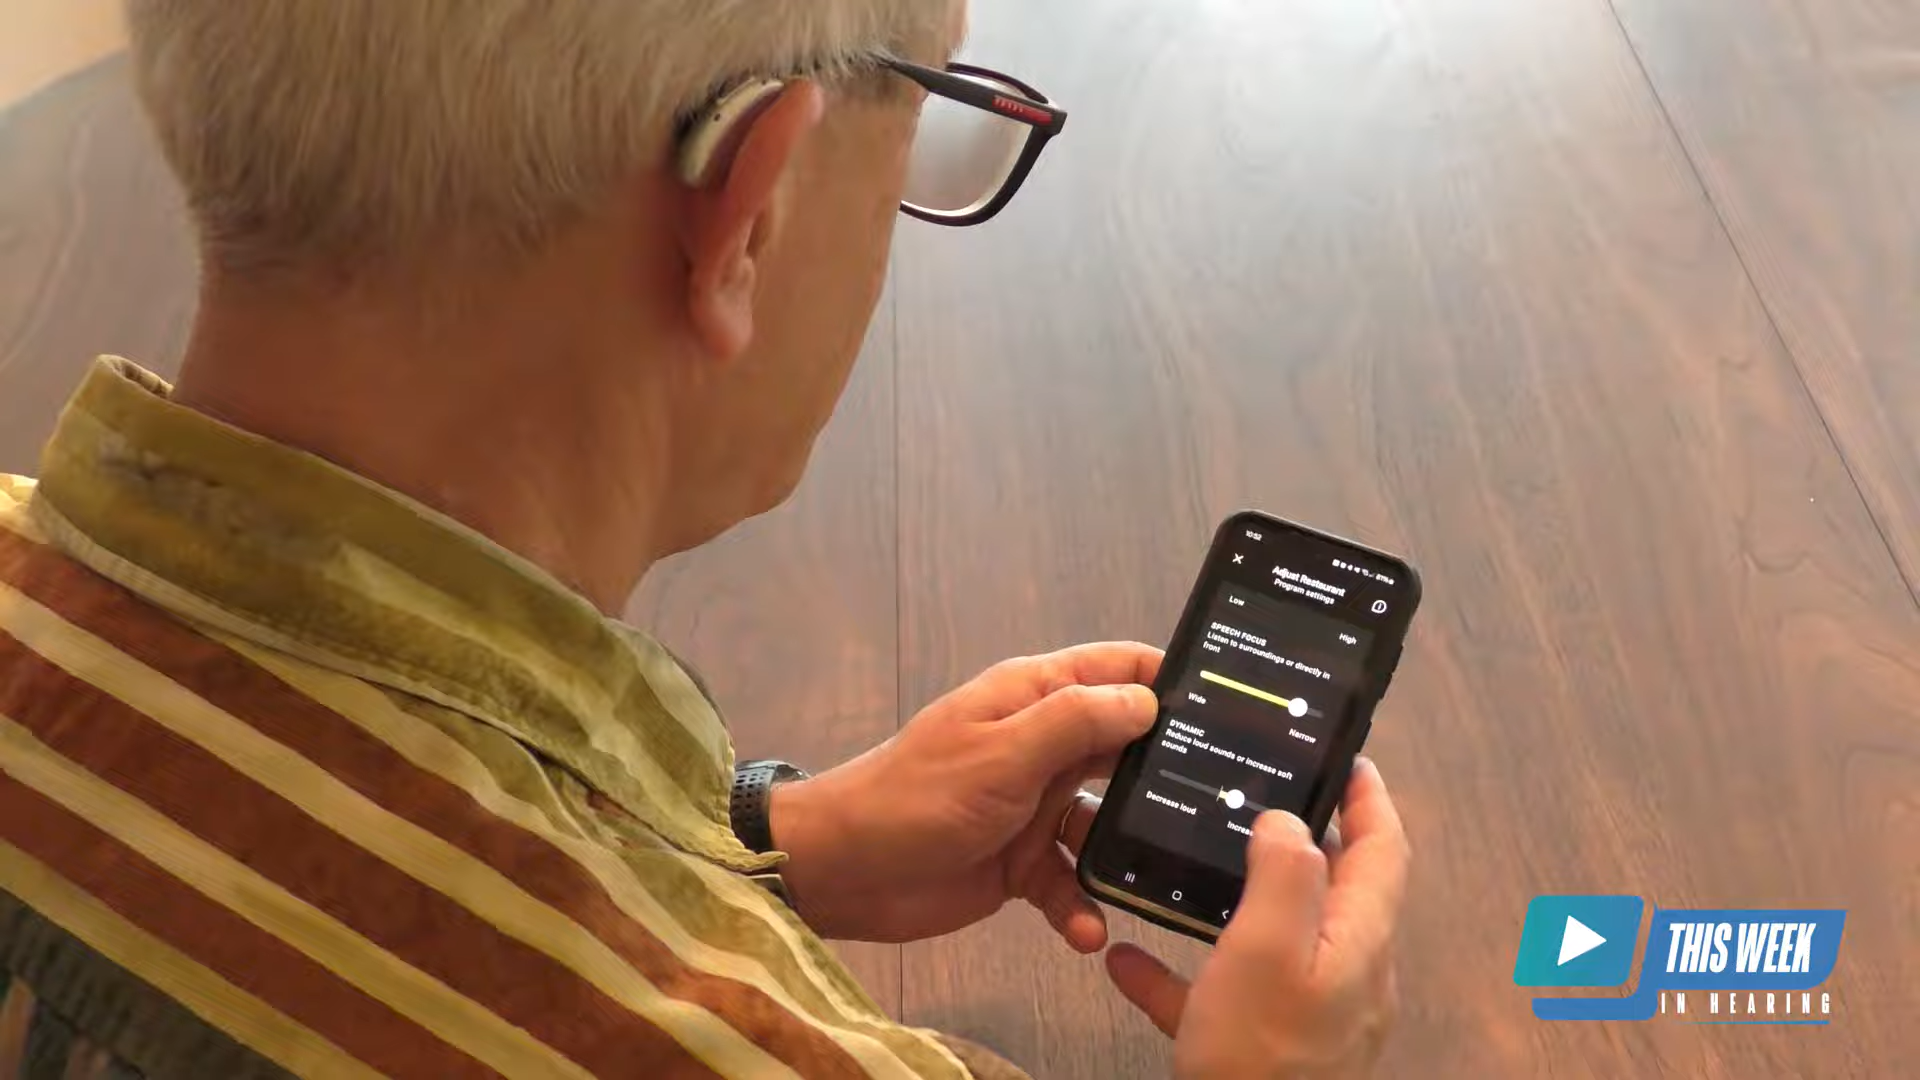 10:52
81%
Adjust Restaurant
Program settings
Low
High
SPEECH FOCUS
Listen to surroundings or directly in
front
Wide
Narrow
DYNAMIC
Reduce loud sounds or increase soft
sounds
Decrease loud
THIS WEEK
IN HEARING